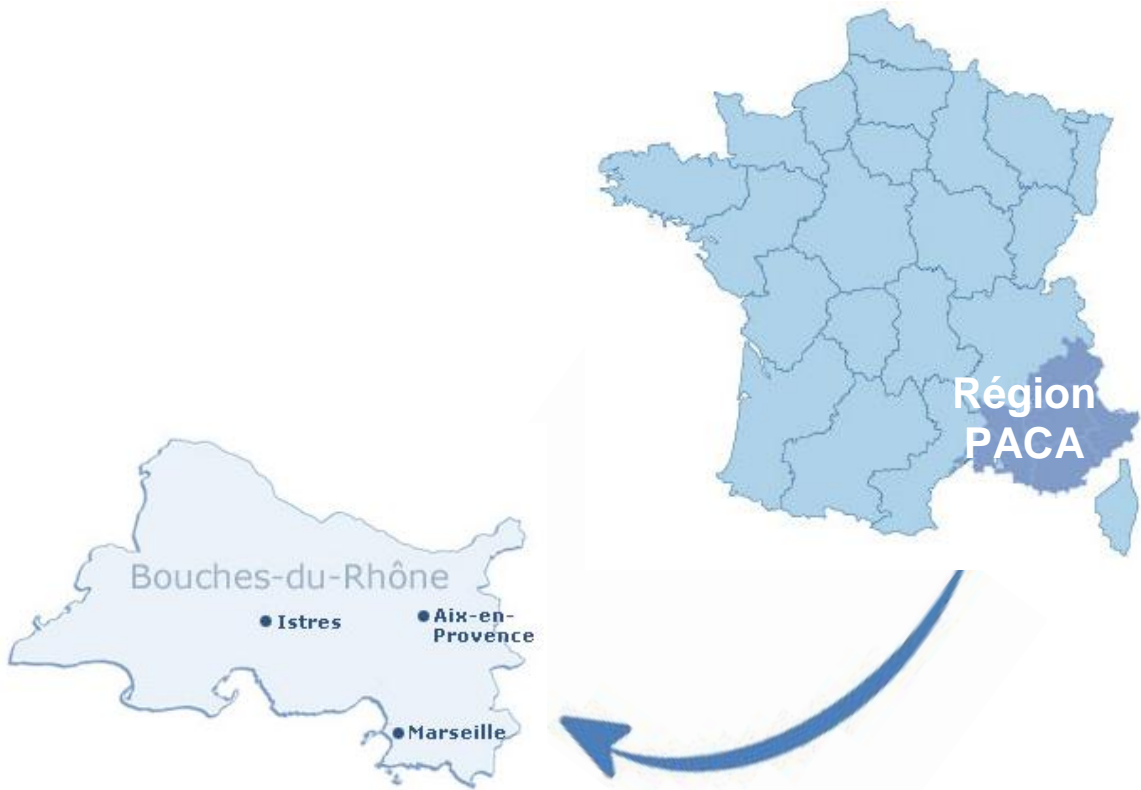 Région
PACA
Bouches-du-Rhône
Istres
Aix-en-
Provence
Marseille